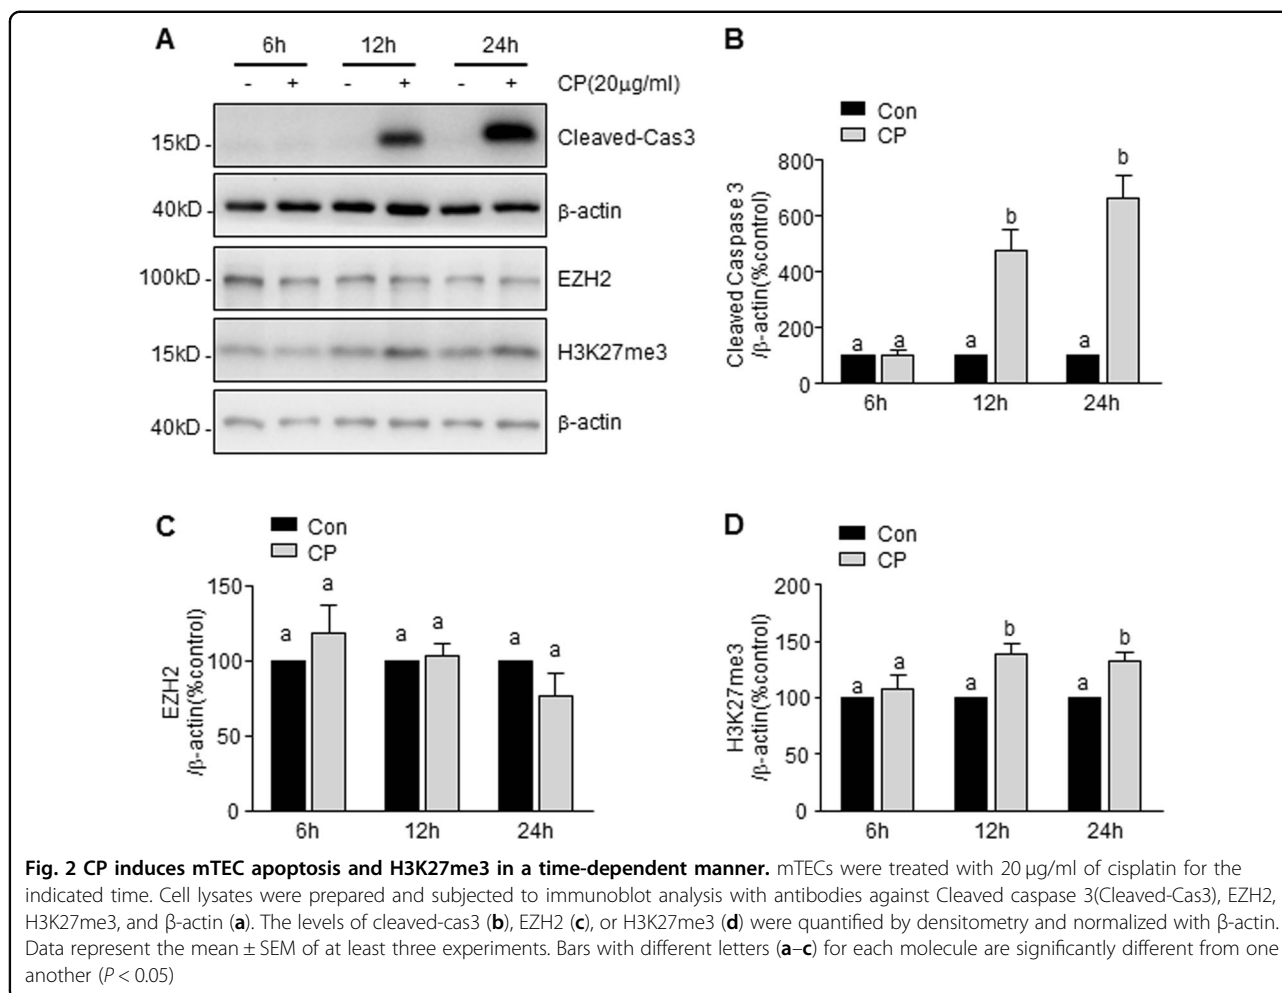 A
6h 12h 24h
- + - + - + CP(20μg/ml)
15kD Cleaved-Cas3
40kD β-actin
100kD EZH2
15kD H3K27me3
40kD β-actin
B
Con
CP
Cleaved Caspase 3
/β-actin(%control)
800
600
400
200
0
a a a b a b
6h 12h 24h
C
Con
CP
EZH2
/β-actin(%control)
150
100
50
0
a a a a a a
6h 12h 24h
D
Con
CP
H3K27me3
/β-actin(%control)
200
150
100
50
0
a a a b a b
6h 12h 24h
Fig. 2 CP induces mTEC apoptosis and H3K27me3 in a time-dependent manner. mTECs were treated with 20 μg/ml of cisplatin for the
indicated time. Cell lysates were prepared and subjected to immunoblot analysis with antibodies against Cleaved caspase 3(Cleaved-Cas3), EZH2,
H3K27me3, and β-actin (a). The levels of cleaved-cas3 (b), EZH2 (c), or H3K27me3 (d) were quantified by densitometry and normalized with β-actin.
Data represent the mean ± SEM of at least three experiments. Bars with different letters (a–c) for each molecule are significantly different from one
another (P < 0.05)